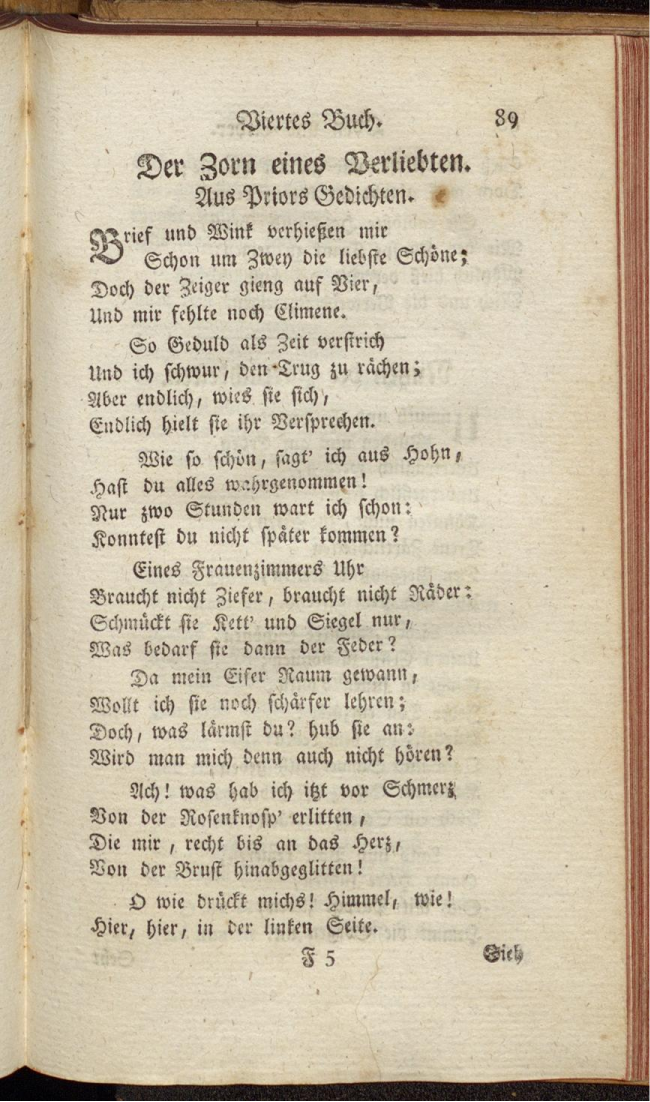 Viertes Buch. 89
Der Zorn eines Verliebten.
Aus Priors Gedichten.
Brief und Wink verhießen mir
Schon um Zwey die liebste Schöne;
Doch der Zeiger gieng auf Vier,
Und mir fehlte noch Climene.
So Geduld als Zeit verstrich
Und ich schwur, den Trug zu rächen;
Aber endlich, wies sie sich,
Endlich hielt sie ihr Versprechen.
Wie so schön, sagt' ich aus Hohn,
Hast du alles wahrgenommen!
Nur zwo Stunden wart ich schon:
Konntest du nicht später kommen?
Eines Frauenzimmers Uhr
Braucht nicht Ziefer, braucht nicht Räder:
Schmückt sie Kett' und Siegel nur,
Was bedarf sie dann der Feder?
Da mein Eifer Raum gewann,
Wollt ich sie noch schärfer lehren;
Doch, was lärmst du? hub sie an:
Wird man mich denn auch nicht hören?
Ach! was hab ich itzt vor Schmerz
Von der Rosenknosp' erlitten,
Die mir, recht bis an das Herz,
Von der Brust hinabgeglitten!
O wie drückt michs! Himmel, wie!
Hier, hier, in der linken Seite.
F 5 Sieh